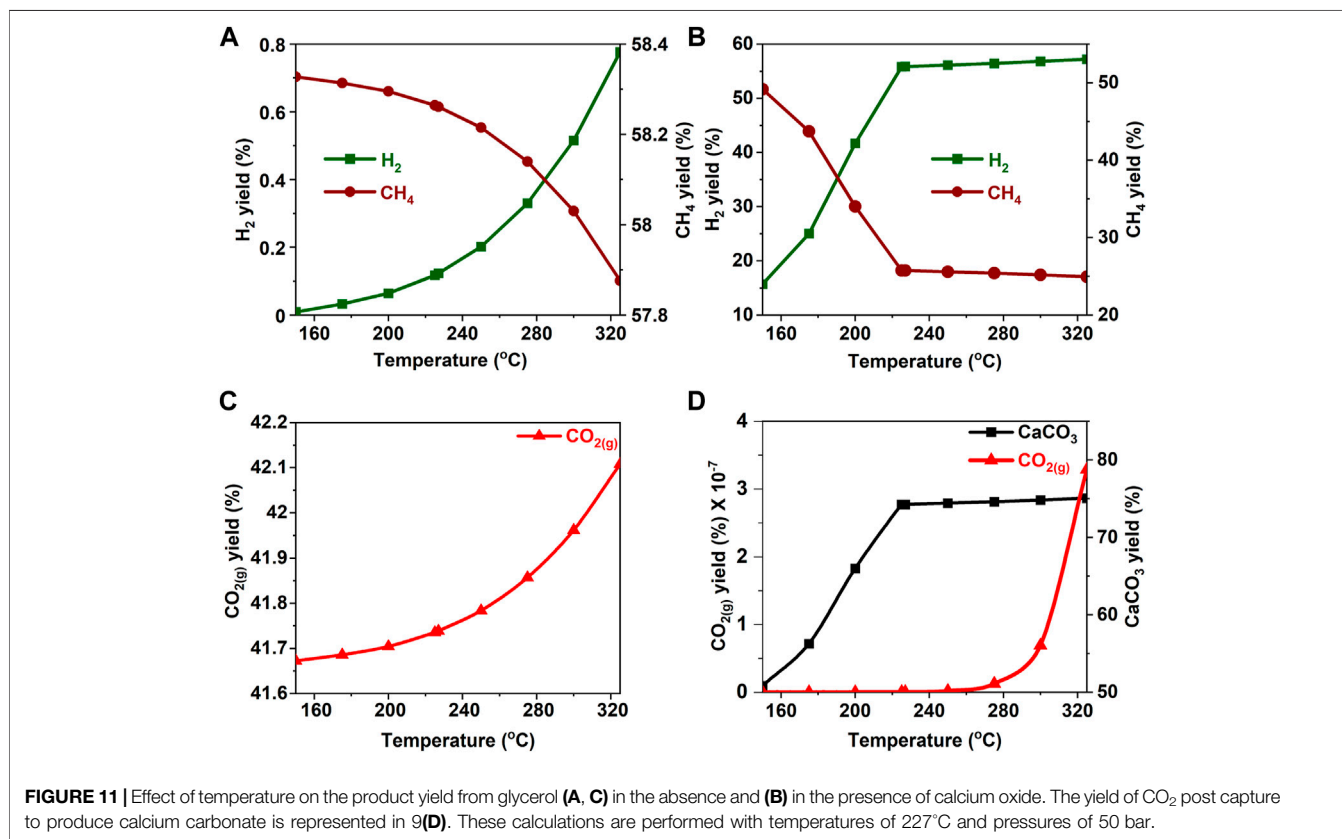 A
0.8
0.6
0.4
0.2
0
H₂ yield (%)
H₂
CH₄
58.4
58.2
58
57.8
CH₄ yield (%)
160 200 240 280 320
Temperature (°C)
B
60
50
40
30
20
10
H₂ yield (%)
H₂
CH₄
50
40
30
20
CH₄ yield (%)
160 200 240 280 320
Temperature (°C)
C
42.2
42.1
42
41.9
41.8
41.7
41.6
CO₂(g) yield (%)
CO₂(g)
160 200 240 280 320
Temperature (°C)
D
4
3
2
1
0
CO₂(g) yield (%) X 10⁻⁷
CaCO₃
CO₂(g)
80
70
60
50
CaCO₃ yield (%)
160 200 240 280 320
Temperature (°C)
FIGURE 11 | Effect of temperature on the product yield from glycerol (A, C) in the absence and (B) in the presence of calcium oxide. The yield of CO₂ post capture
to produce calcium carbonate is represented in 9(D). These calculations are performed with temperatures of 227°C and pressures of 50 bar.